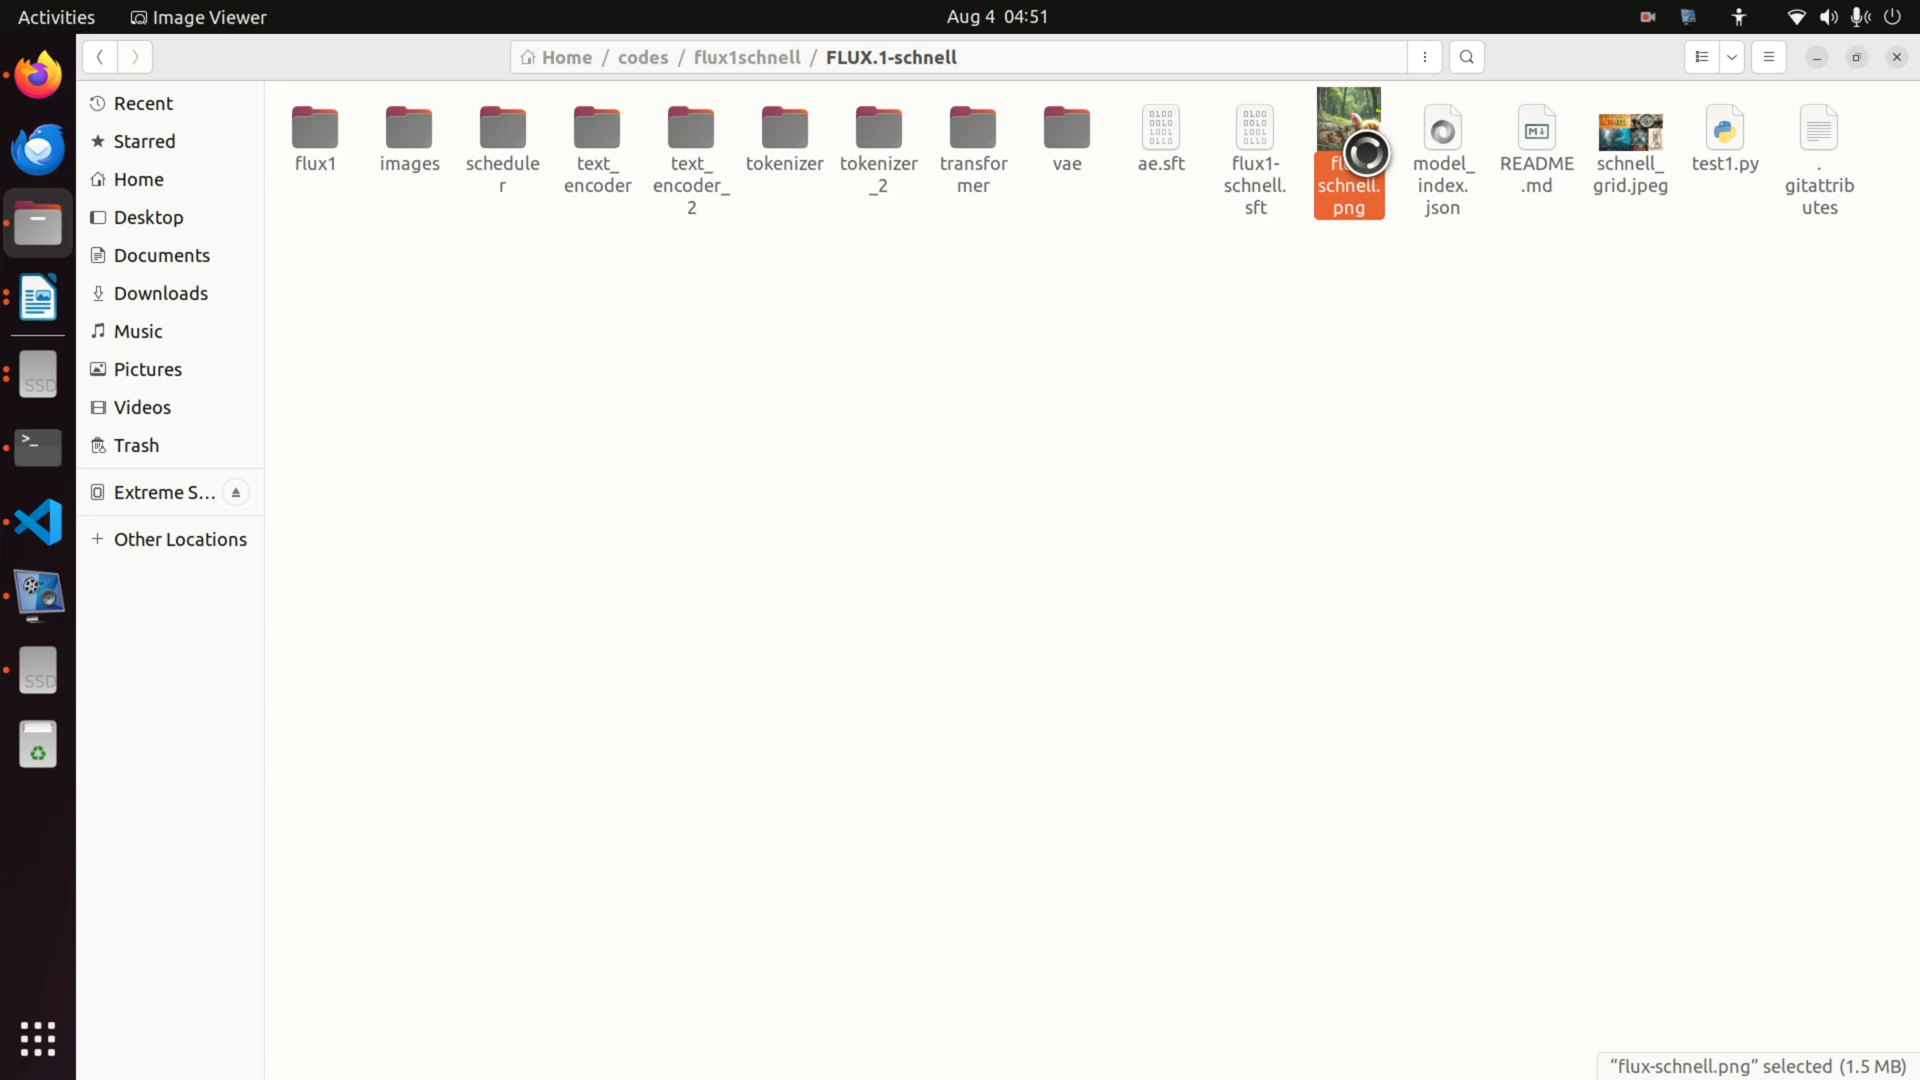 Activities
Image Viewer
Aug 4 04:51
Home / codes / flux1schnell / FLUX.1-schnell
Recent
Starred
Home
Desktop
Documents
Downloads
Music
Pictures
Videos
Trash
Extreme S...
Other Locations
flux1
images
schedule
r
text_
encoder
text_
encoder_
2
tokenizer
tokenizer
_2
transfor
mer
vae
ae.sft
flux1-
schnell.
sft
schnell.
png
model_
index.
json
README
.md
schnell_
grid.jpeg
test1.py
.
gitattrib
utes
SSD
SSD
"flux-schnell.png" selected (1.5 MB)